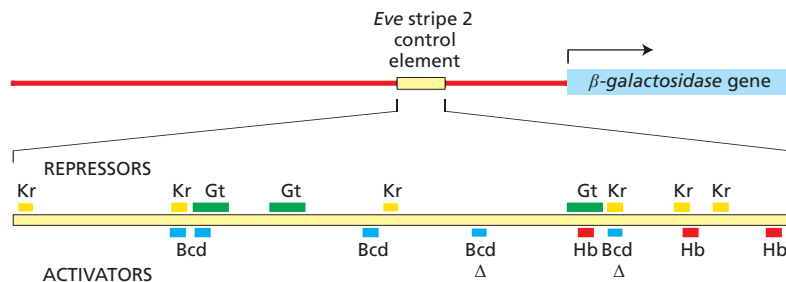 Eve stripe 2
control
element
β-galactosidase gene
REPRESSORS
Kr Kr Gt Gt Kr Gt Kr Kr Kr
Bcd Bcd Bcd Hb Bcd Hb Hb
Δ Δ
ACTIVATORS